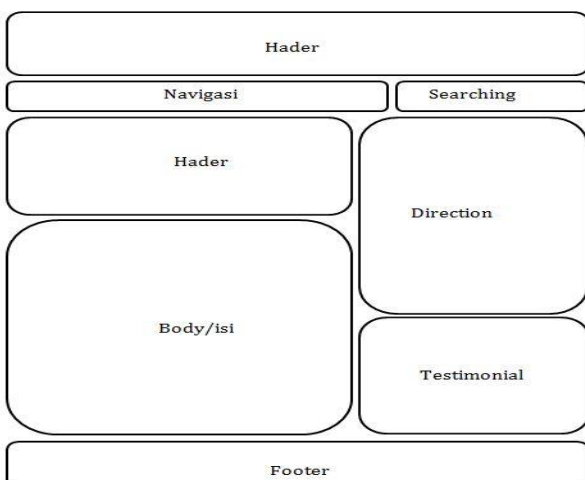 Hader
Navigasi
Searching
Hader
Direction
Body/isi
Testimonial
Footer